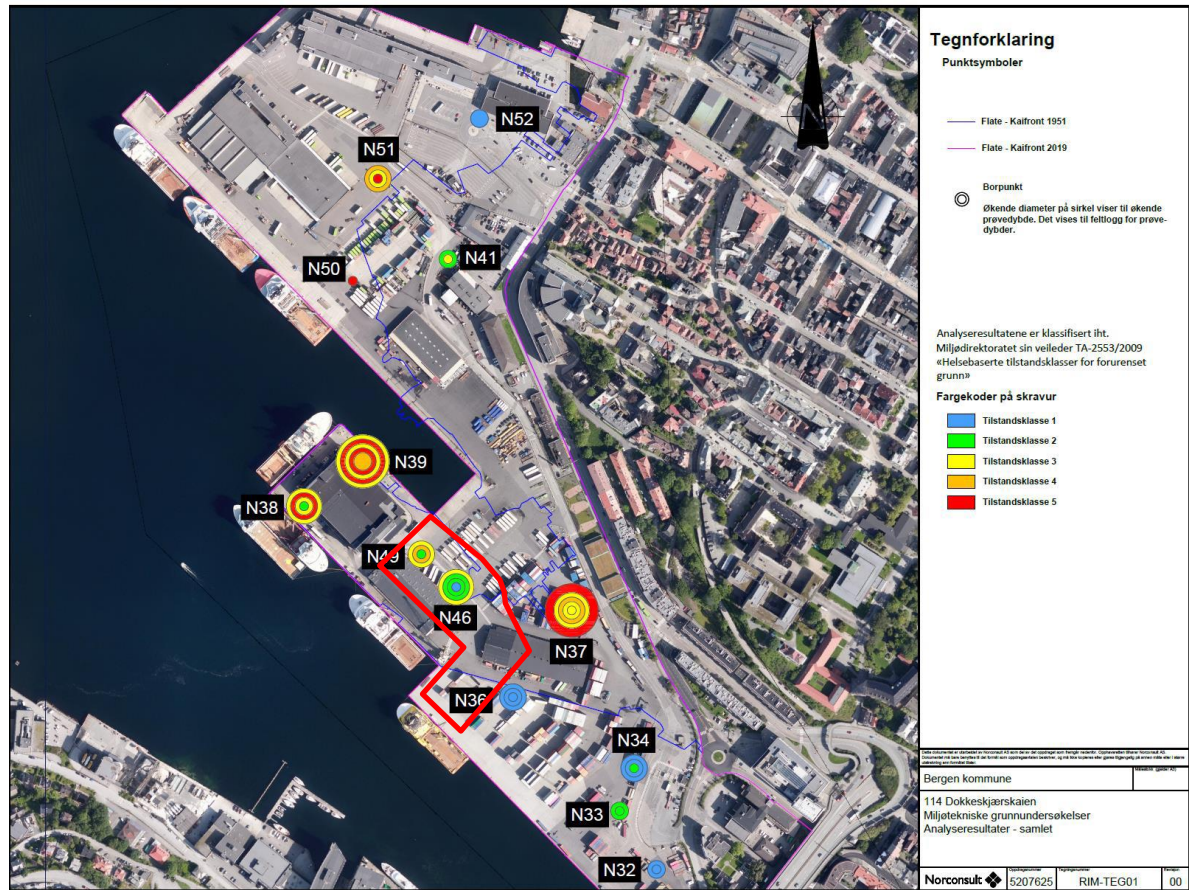 N52
N51
N41
N50
N39
N38
N49
N46
N37
N36
N34
N33
N32
N
Tegnforklaring
Punktsymboler
Flate - Kaifront 1951
Flate - Kaifront 2019
Borpunkt
Økende diameter på sirkel viser til økende
prøvedybde. Det vises til feltlogg for prøve-
dybder.
Analyseresultatene er klassifisert iht.
Miljødirektoratet sin veileder TA-2553/2009
«Helsebaserte tilstandsklasser for forurenset
grunn»
Fargekoder på skravur
Tilstandsklasse 1
Tilstandsklasse 2
Tilstandsklasse 3
Tilstandsklasse 4
Tilstandsklasse 5
Bergen kommune
114 Dokkeskjærskaien
Miljøtekniske grunnundersøkelser
Analyseresultater - samlet
Norconsult
5207625
RIM-TEG01
00